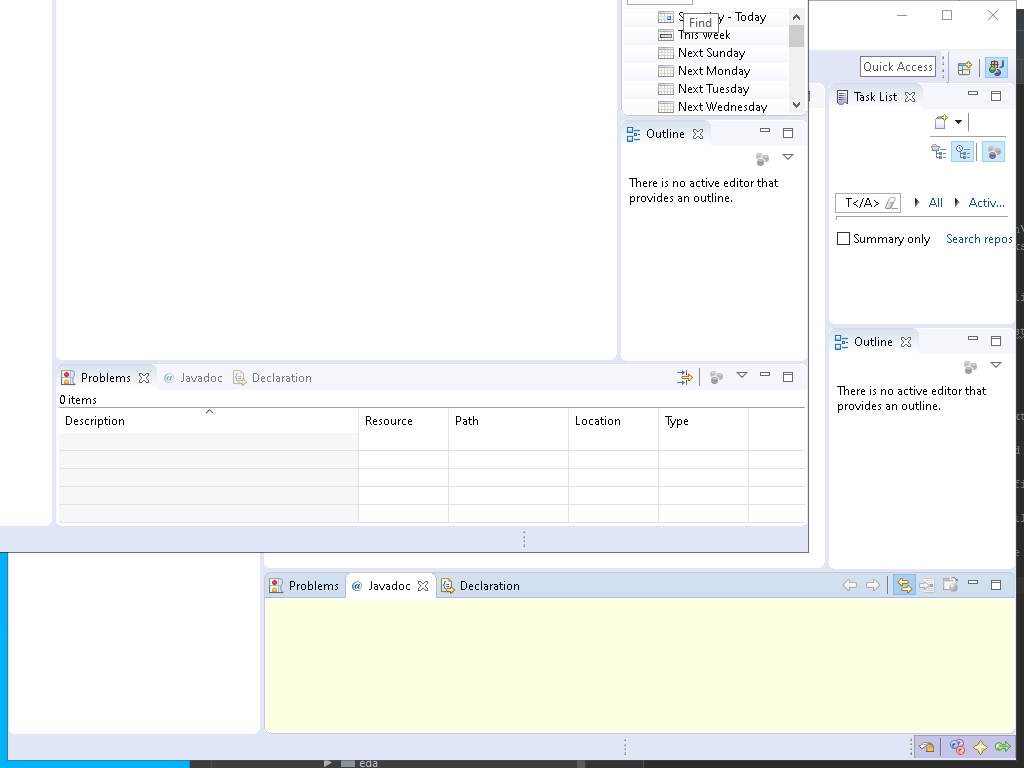 - Today
Find
This Week
Next Sunday
Next Monday
Next Tuesday
Next Wednesday
Quick Access
Task List
T</A>
All
Activ...
Summary only
Search repos
Outline
There is no active editor that
provides an outline.
Outline
There is no active editor that
provides an outline.
Problems
@ Javadoc
Declaration
0 items
Description
Resource
Path
Location
Type
Problems
@ Javadoc
Declaration
eda